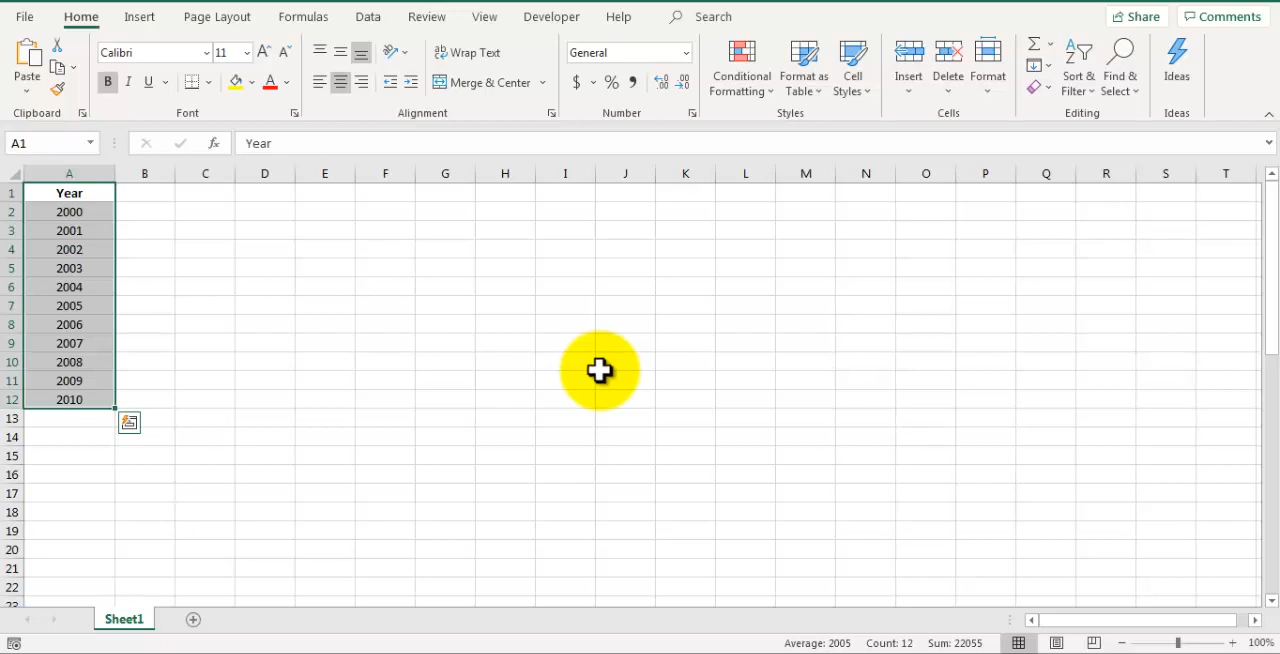 File Home Insert Page Layout Formulas Data Review View Developer Help Search Share Comments
Paste Calibri 11 A A Wrap Text General Conditional Formatting Format as Table Cell Styles Insert Delete Format Sort & Filter Find & Select Ideas
B I U A Merge & Center $ % , .00
Clipboard Font Alignment Number Styles Cells Editing Ideas
A1 fx Year
A B C D E F G H I J K L M N O P Q R S T
1 Year
2 2000
3 2001
4 2002
5 2003
6 2004
7 2005
8 2006
9 2007
10 2008
11 2009
12 2010
13
14
15
16
17
18
19
20
21
22
23
Sheet1
Average: 2005 Count: 12 Sum: 22055 100%